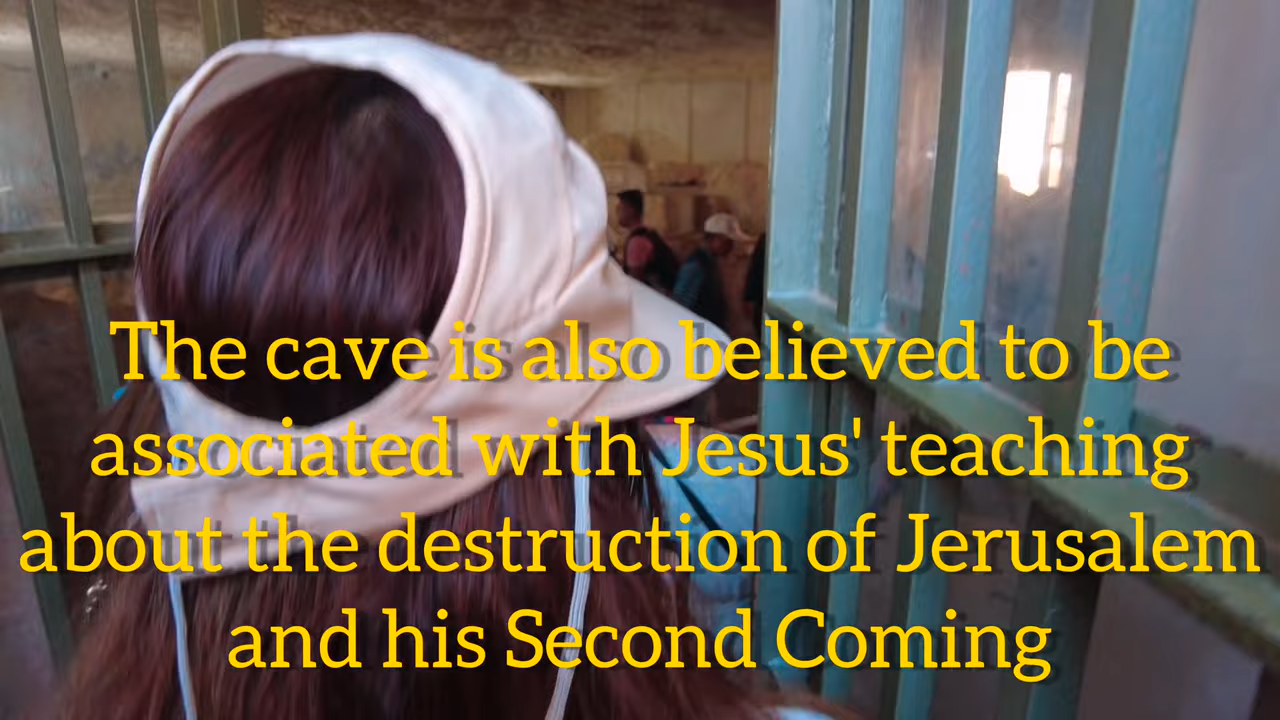 The cave is also believed to be
associated with Jesus' teaching
about the destruction of Jerusalem
and his Second Coming